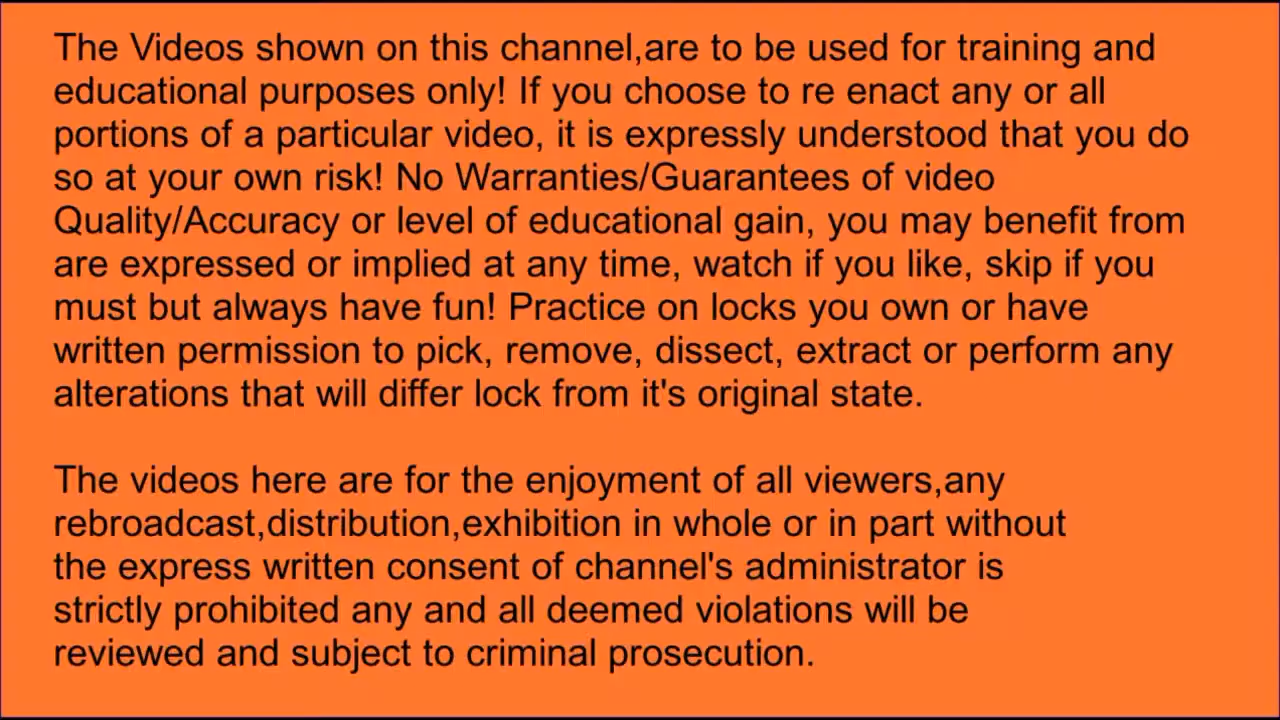 The Videos shown on this channel,are to be used for training and
educational purposes only! If you choose to re enact any or all
portions of a particular video, it is expressly understood that you do
so at your own risk! No Warranties/Guarantees of video
Quality/Accuracy or level of educational gain, you may benefit from
are expressed or implied at any time, watch if you like, skip if you
must but always have fun! Practice on locks you own or have
written permission to pick, remove, dissect, extract or perform any
alterations that will differ lock from it's original state.
The videos here are for the enjoyment of all viewers,any
rebroadcast,distribution,exhibition in whole or in part without
the express written consent of channel's administrator is
strictly prohibited any and all deemed violations will be
reviewed and subject to criminal prosecution.